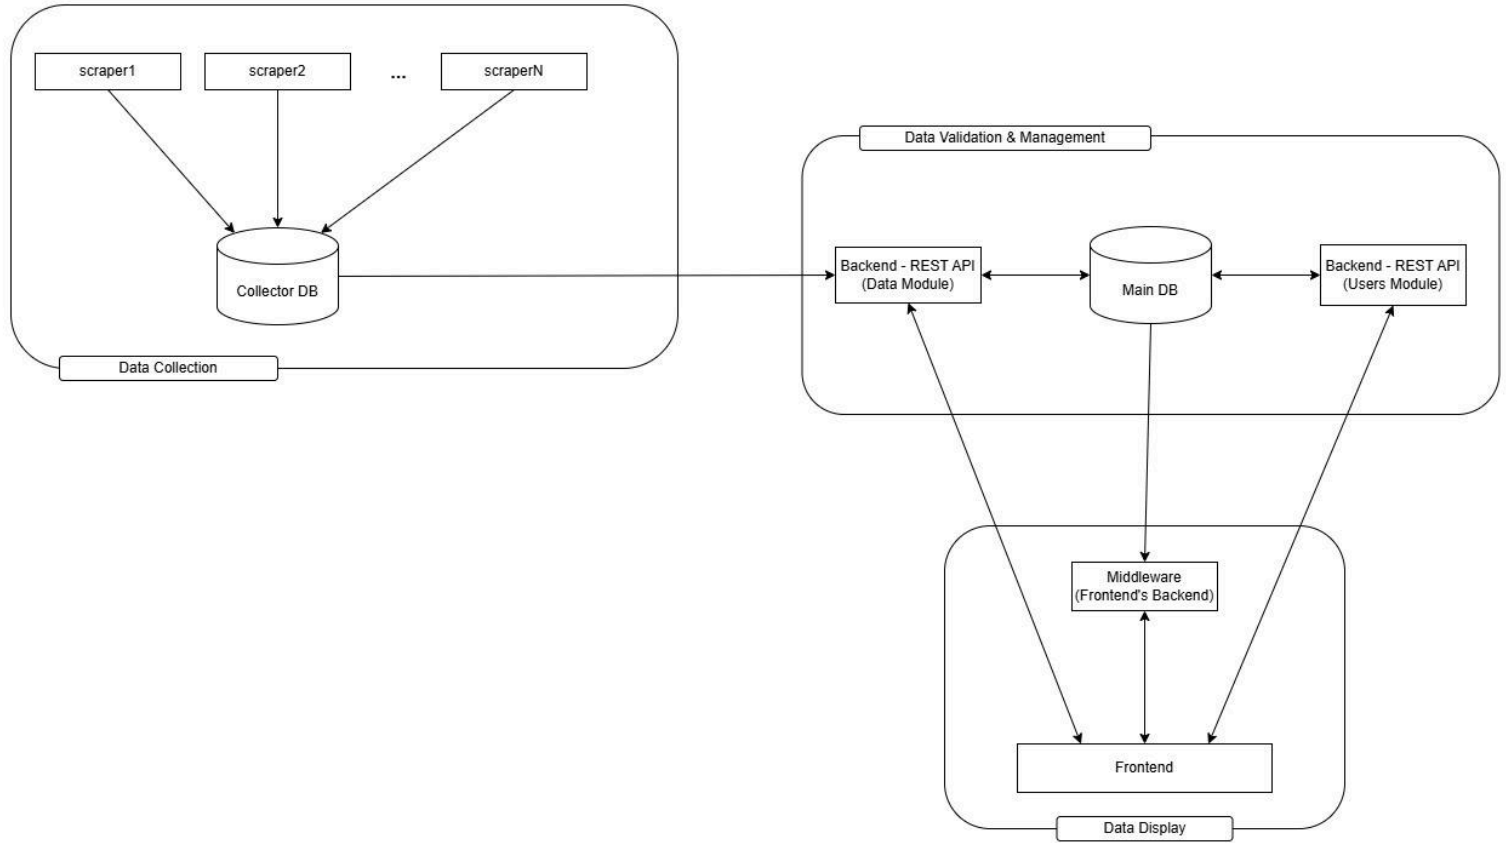 scraper1
scraper2
...
scraperN
Collector DB
Data Collection
Data Validation & Management
Backend - REST API
(Data Module)
Main DB
Backend - REST API
(Users Module)
Middleware
(Frontend's Backend)
Frontend
Data Display